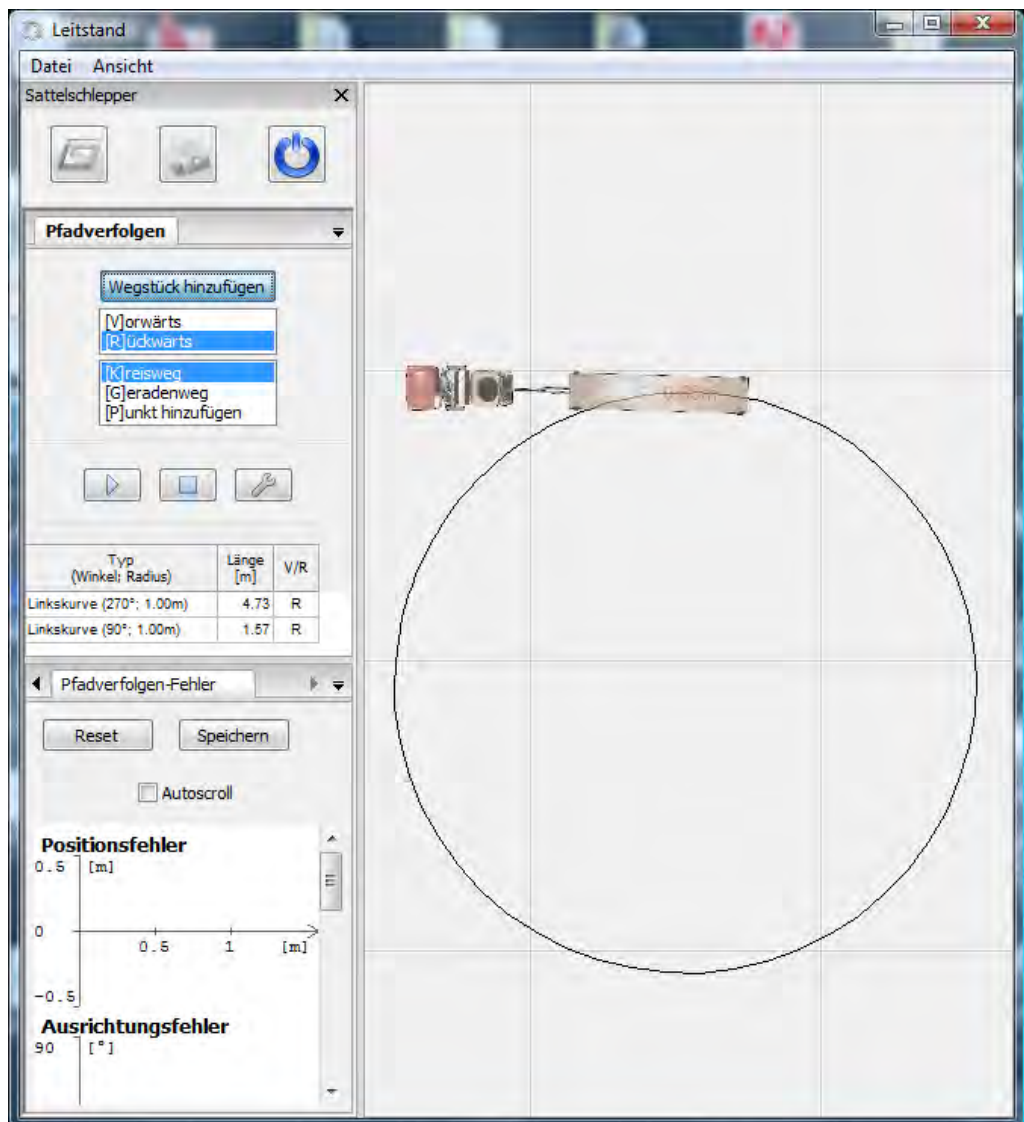 Leitstand
Datei Ansicht
Sattelschlepper
Pfadverfolgen
Wegstück hinzufügen
[V]orwärts
[R]ückwärts
[K]reisweg
[G]eradenweg
[P]unkt hinzufügen
Typ
(Winkel; Radius)
Länge
[m]
V/R
Linkskurve (270°; 1.00m) 4.73 R
Linkskurve (90°; 1.00m) 1.57 R
Pfadverfolgen-Fehler
Reset Speichern
Autoscroll
Positionsfehler
0.5 [m]
0 0.5 1 [m]
-0.5
Ausrichtungsfehler
90 [°]